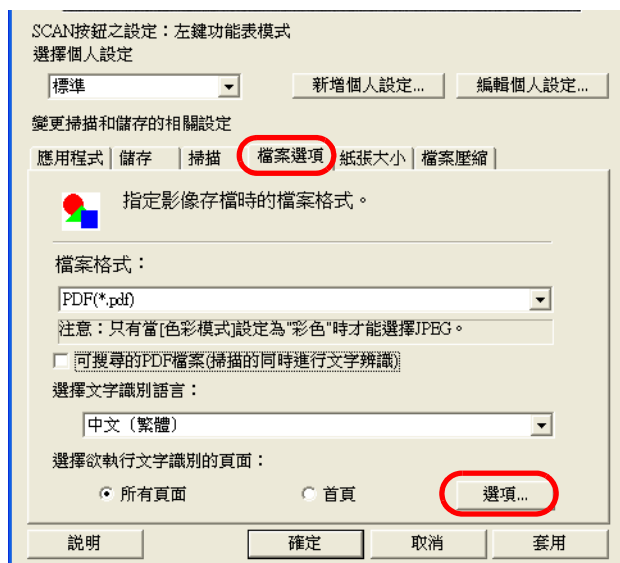 SCAN按鈕之設定：左鍵功能表模式
選擇個人設定
標準 新增個人設定... 編輯個人設定...
變更掃描和儲存的相關設定
應用程式 儲存 掃描 檔案選項 紙張大小 檔案壓縮
指定影像存檔時的檔案格式。
檔案格式：
PDF(*.pdf)
注意：只有當[色彩模式]設定為"彩色"時才能選擇JPEG。
可搜尋的PDF檔案(掃描的同時進行文字辨識)
選擇文字識別語言：
中文（繁體）
選擇欲執行文字識別的頁面：
所有頁面 首頁 選項...
説明 確定 取消 套用